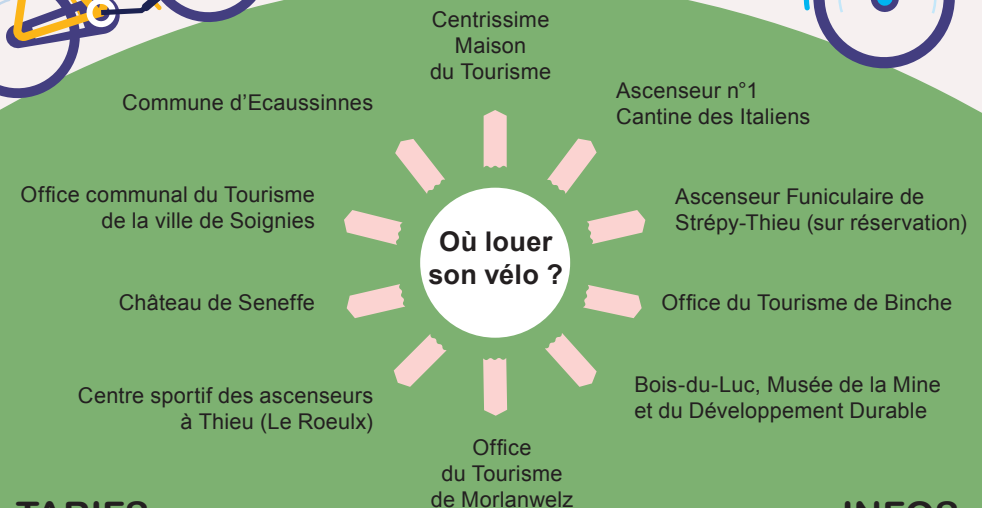 Centrissime
Maison
du Tourisme
Ascenseur n°1
Cantine des Italiens
Ascenseur Funiculaire de
Strépy-Thieu (sur réservation)
Office du Tourisme de Binche
Bois-du-Luc, Musée de la Mine
et du Développement Durable
Office
du Tourisme
de Morlanwelz
Centre sportif des ascenseurs
à Thieu (Le Roeulx)
Château de Seneffe
Office communal du Tourisme
de la ville de Soignies
Commune d'Ecaussinnes
Où louer
son vélo ?
TARIFS
INFOS